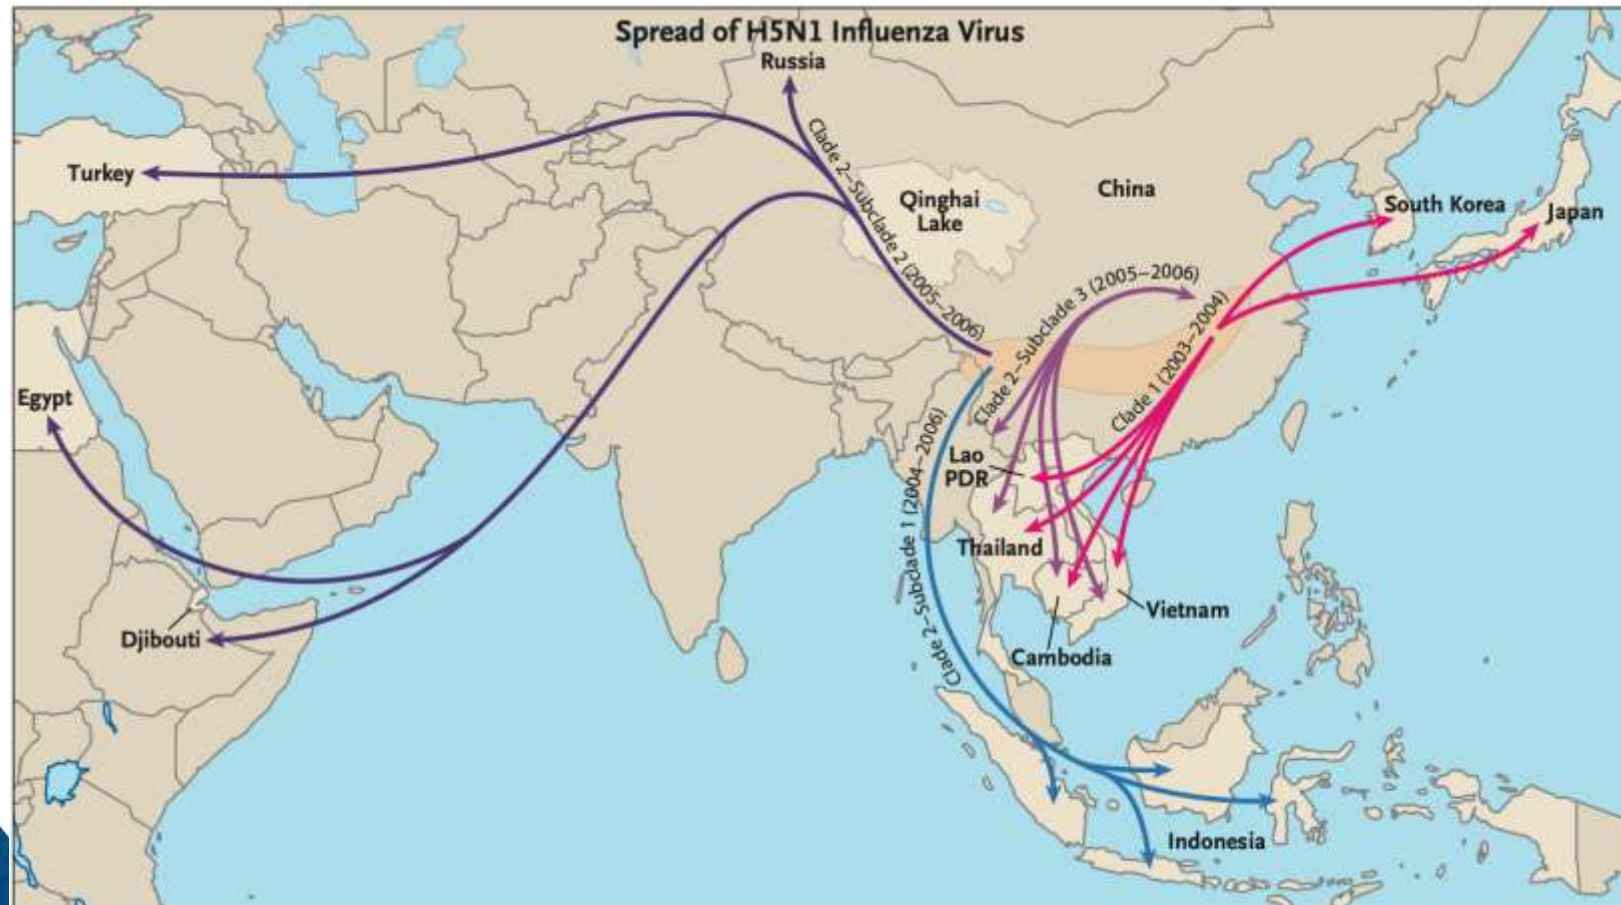 Spread of H5N1 Influenza Virus
Russia
Clade 2–Subclade 2 (2005–2006)
Turkey
Qinghai
Lake
China
South Korea
Japan
Clade 2–Subclade 3 (2005–2006)
Clade 1 (2003–2004)
Egypt
Clade 2–Subclade 1 (2004–2006)
Lao
PDR
Thailand
Vietnam
Djibouti
Cambodia
Indonesia